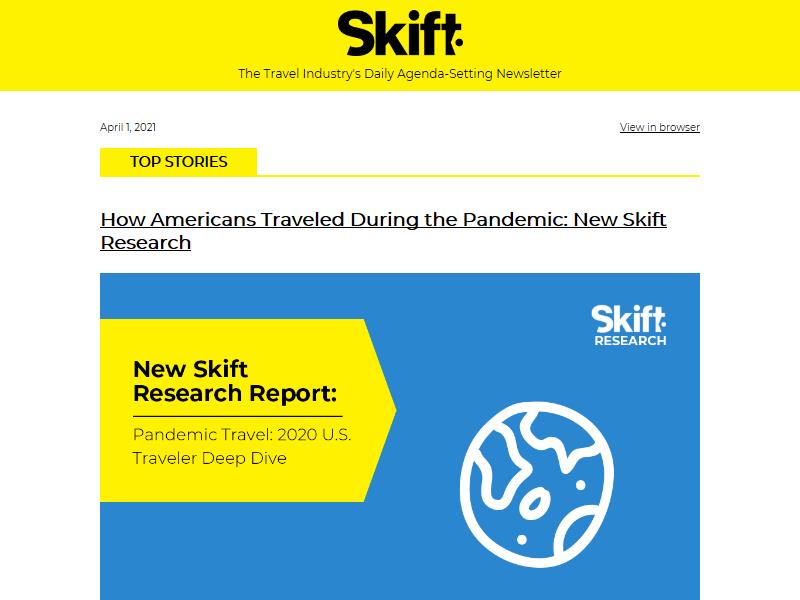 Skift
The Travel Industry's Daily Agenda-Setting Newsletter
April 1, 2021
View in browser
TOP STORIES
How Americans Traveled During the Pandemic: New Skift
Research
Skift
RESEARCH
New Skift
Research Report:
Pandemic Travel: 2020 U.S.
Traveler Deep Dive